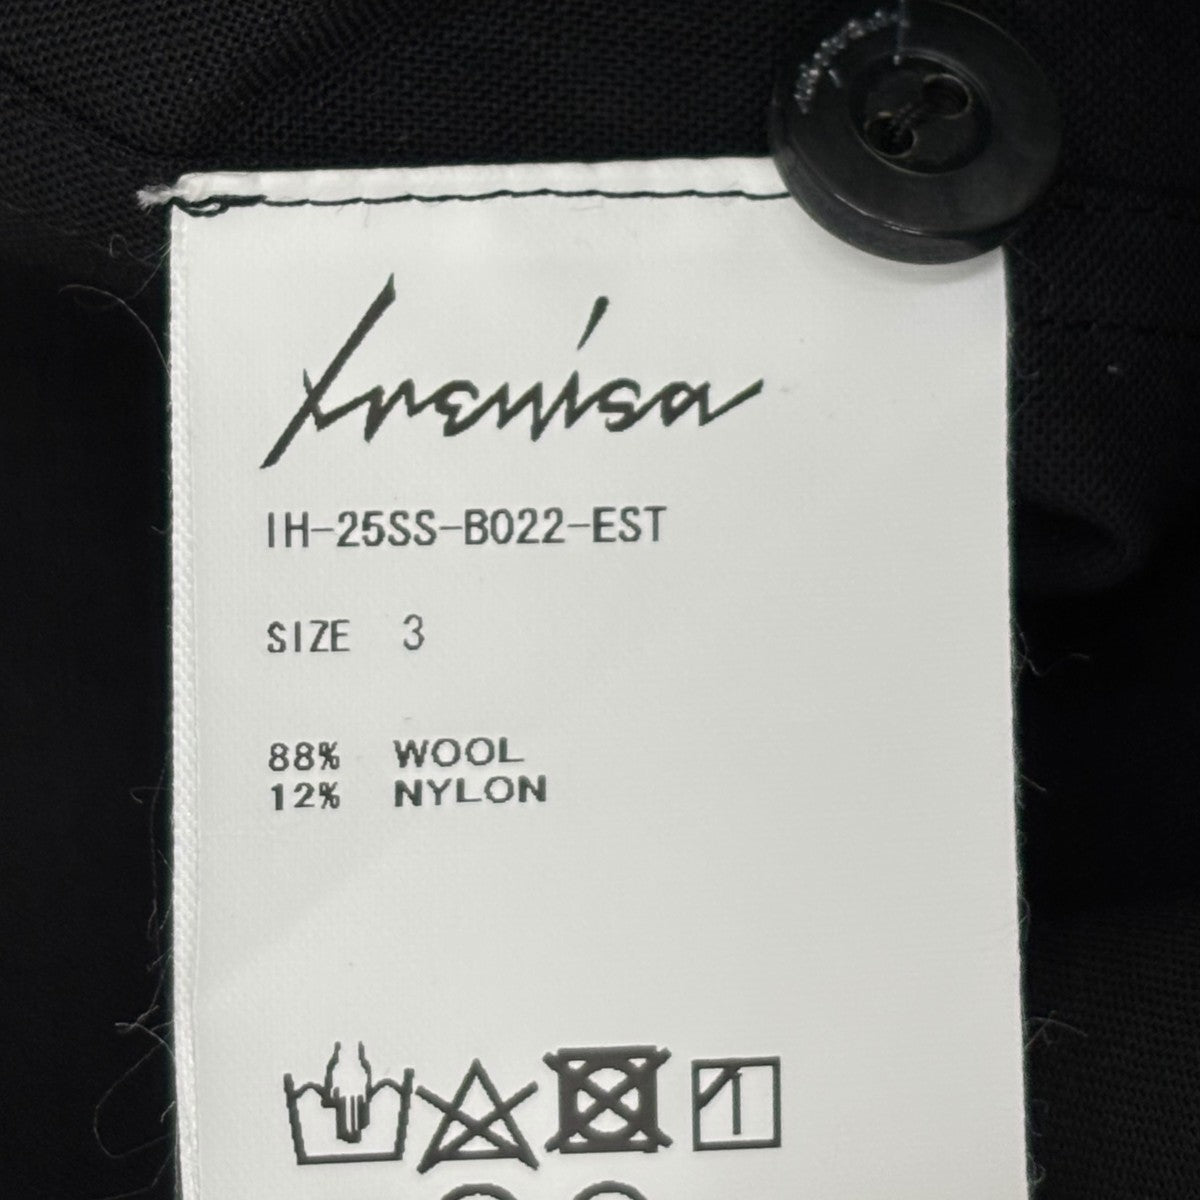 Irenisa
IH-25SS-B022-EST
SIZE 3
88% WOOL
12% NYLON